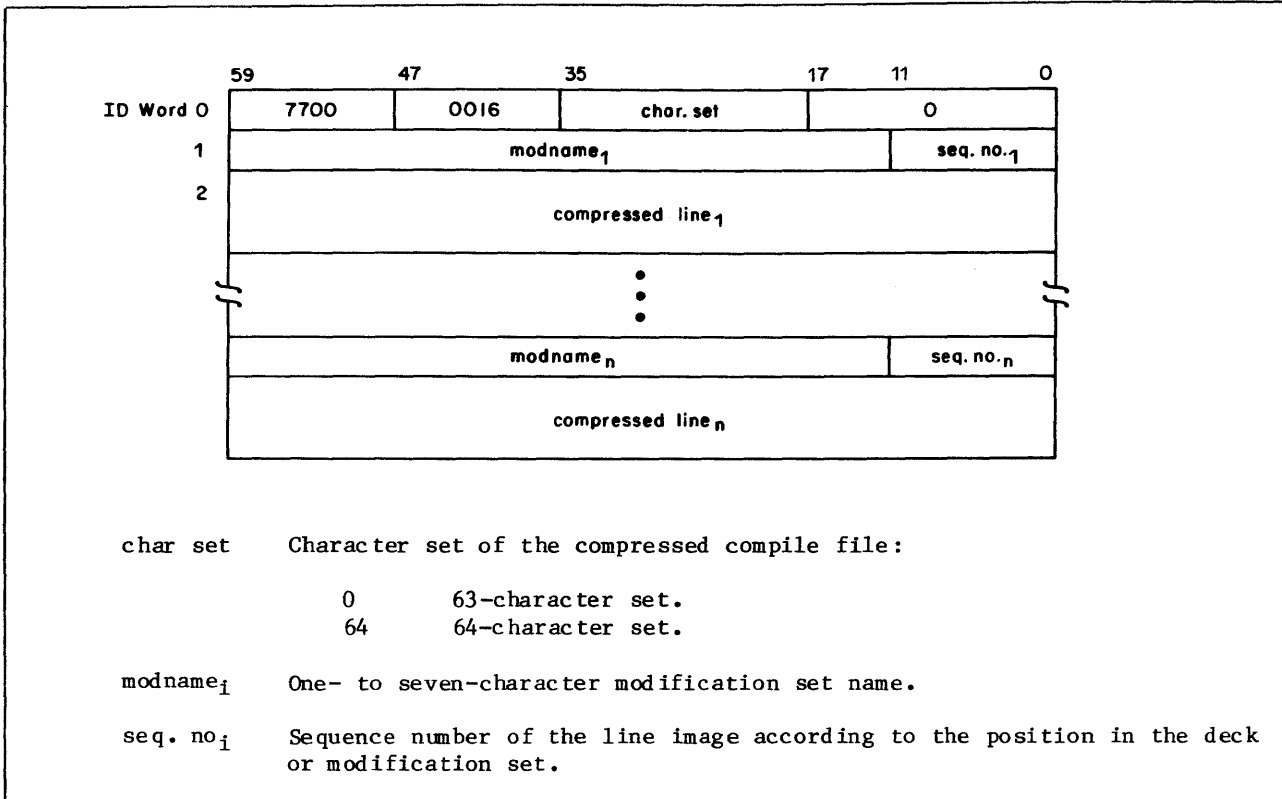 59 47 35 17 11 0
ID Word 0 7700 0016 char. set 0
1 modname1 seq. no.1
2
compressed line1
modnamen seq. no.n
compressed linen
char set Character set of the compressed compile file:
0 63-character set.
64 64-character set.
modnamei One- to seven-character modification set name.
seq. noi Sequence number of the line image according to the position in the deck
or modification set.